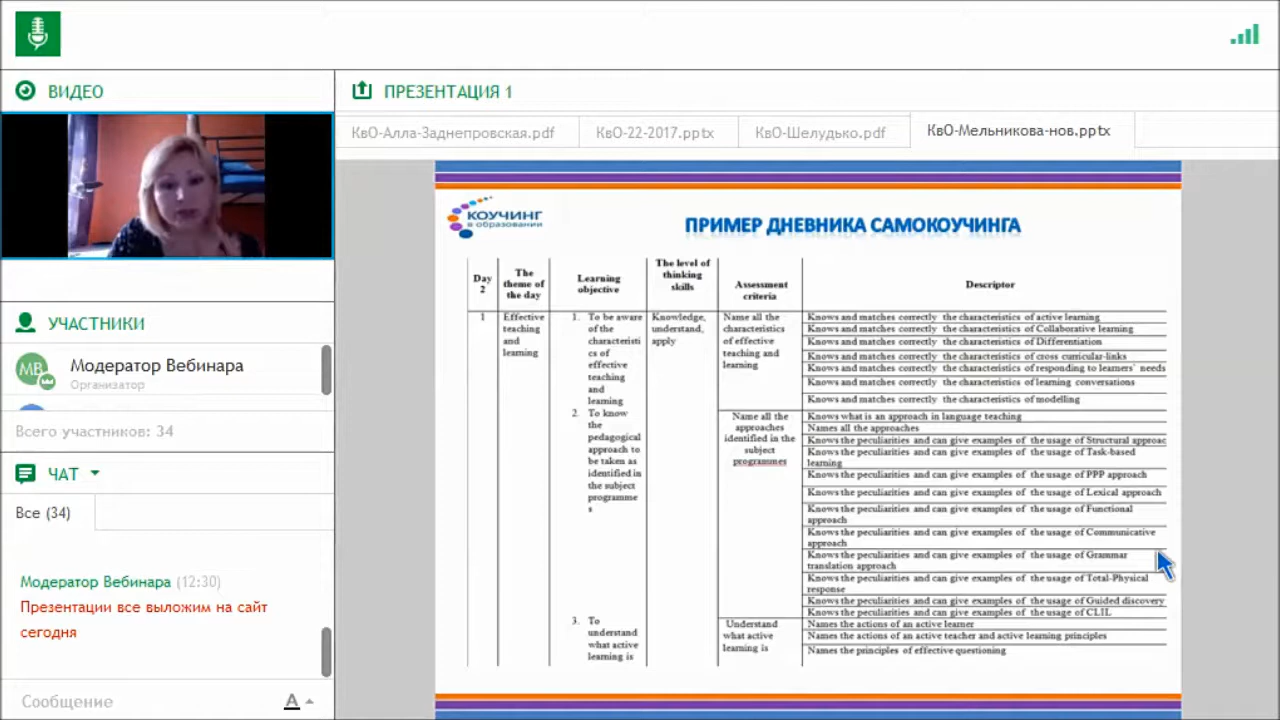 ВИДЕО
ПРЕЗЕНТАЦИЯ 1
КвО-Алла-Заднепровская.pdf
КвО-22-2017.pptx
КвО-Шелудько.pdf
КвО-Мельникова-нов.pptx
УЧАСТНИКИ
МВ
Модератор Вебинара
Организатор
Всего участников: 34
ЧАТ
Все (34)
Модератор Вебинара (12:30)
Презентации все выложим на сайт
сегодня
Сообщение
A
КОУЧИНГ
в образовании
ПРИМЕР ДНЕВНИКА САМОКОУЧИНГА
Day
2
The
theme of
the day
Learning
objective
The level of
thinking
skills
Assessment
criteria
Descriptor
1
Effective
teaching
and
learning
1. To be aware
of the
characteristi
cs of
effective
teaching
and
learning
2. To know
the
pedagogical
approach to
be taken as
identified in
the subject
programme
s
3. To
understand
what active
learning is
Knowledge,
understand,
apply
Name all the
characteristics
of effective
teaching and
learning
Name all the
approaches
identified in the
subject
programmes
Understand
what active
learning is
Knows and matches correctly the characteristics of active learning
Knows and matches correctly the characteristics of Collaborative learning
Knows and matches correctly the characteristics of Differentiation
Knows and matches correctly the characteristics of cross curricular-links
Knows and matches correctly the characteristics of responding to learners` needs
Knows and matches correctly the characteristics of learning conversations
Knows and matches correctly the characteristics of modelling
Knows what is an approach in language teaching
Names all the approaches
Knows the peculiarities and can give examples of the usage of Structural approac
Knows the peculiarities and can give examples of the usage of Task-based
learning
Knows the peculiarities and can give examples of the usage of PPP approach
Knows the peculiarities and can give examples of the usage of Lexical approach
Knows the peculiarities and can give examples of the usage of Functional
approach
Knows the peculiarities and can give examples of the usage of Communicative
approach
Knows the peculiarities and can give examples of the usage of Grammar
translation approach
Knows the peculiarities and can give examples of the usage of Total-Physical
response
Knows the peculiarities and can give examples of the usage of Guided discovery
Knows the peculiarities and can give examples of the usage of CLIL
Names the actions of an active learner
Names the actions of an active teacher and active learning principles
Names the principles of effective questioning